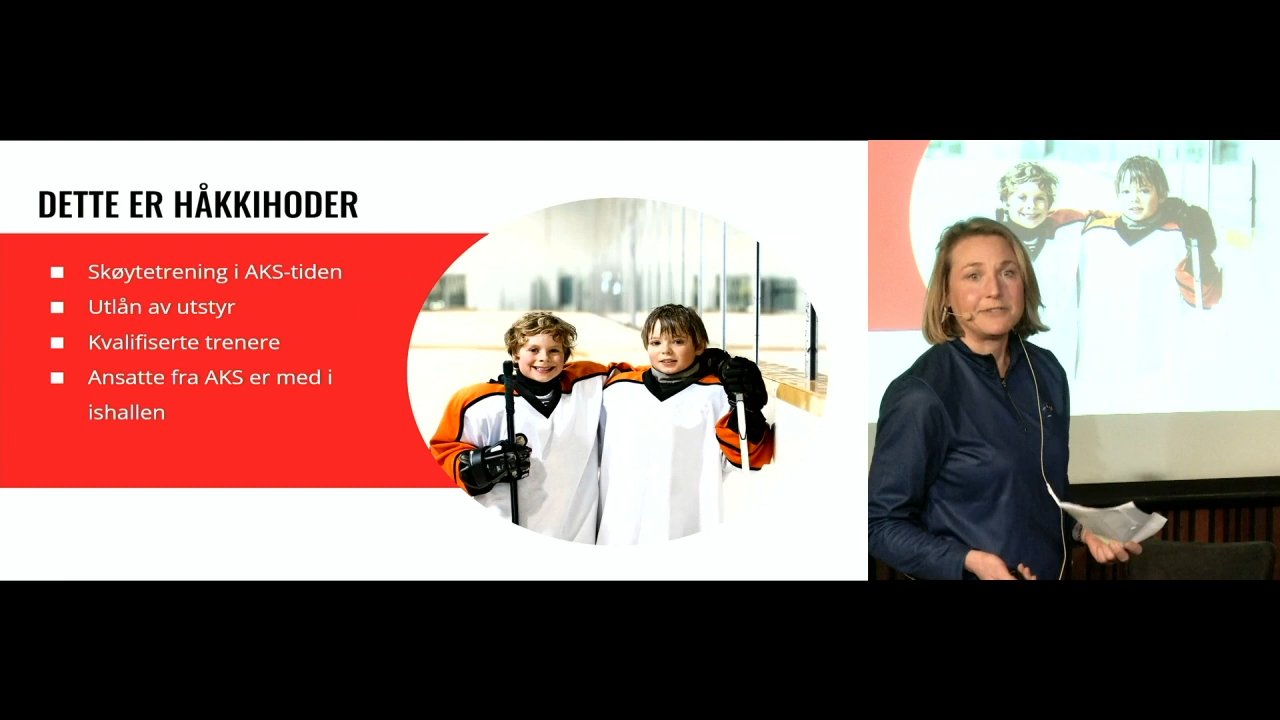 DETTE ER HÅKKIHODER
Skøytetrening i AKS-tiden
Utlån av utstyr
Kvalifiserte trenere
Ansatte fra AKS er med i
ishallen